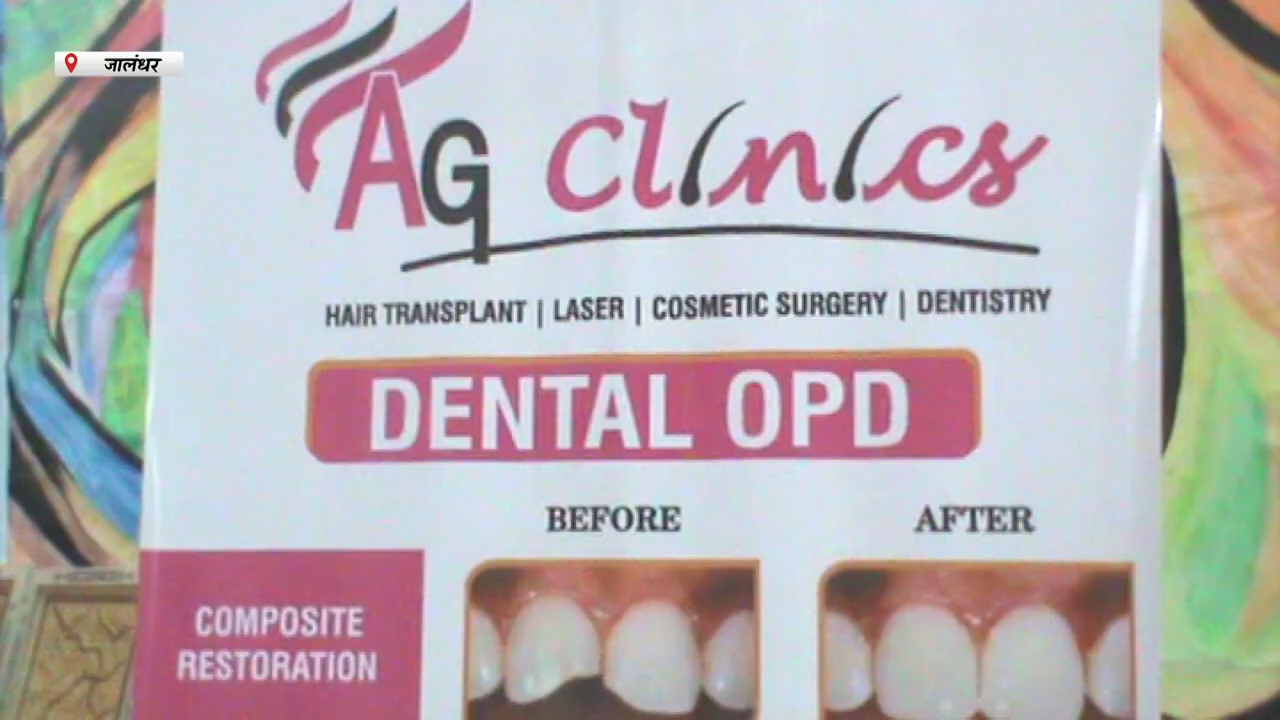 जालंधर
AG Clinics
HAIR TRANSPLANT | LASER | COSMETIC SURGERY | DENTISTRY
DENTAL OPD
BEFORE AFTER
COMPOSITE
RESTORATION